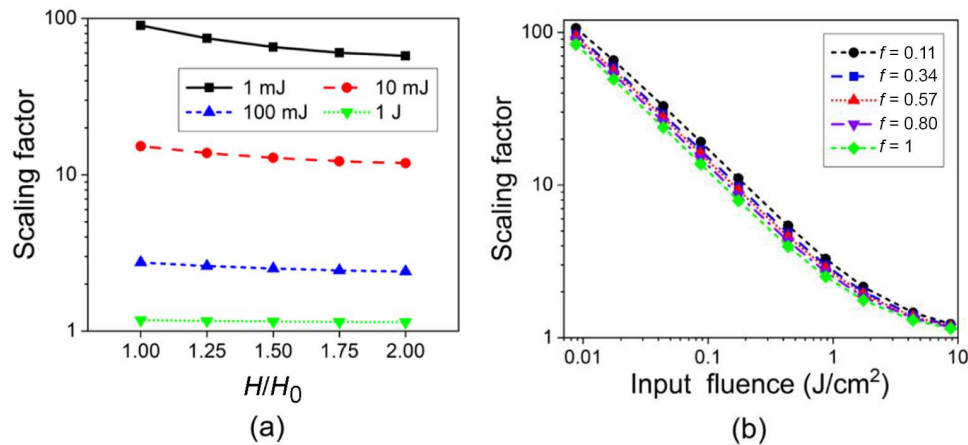 Scaling factor
100
10
1
1 mJ
10 mJ
100 mJ
1 J
1.00 1.25 1.50 1.75 2.00
H/H0
(a)
Scaling factor
100
10
1
f = 0.11
f = 0.34
f = 0.57
f = 0.80
f = 1
0.01 0.1 1 10
Input fluence (J/cm²)
(b)